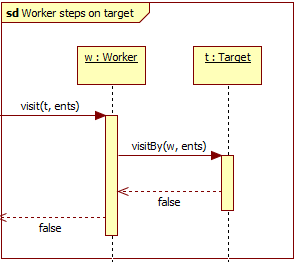 sd Worker steps on target
w : Worker
t : Target
visit(t, ents)
visitBy(w, ents)
false
false